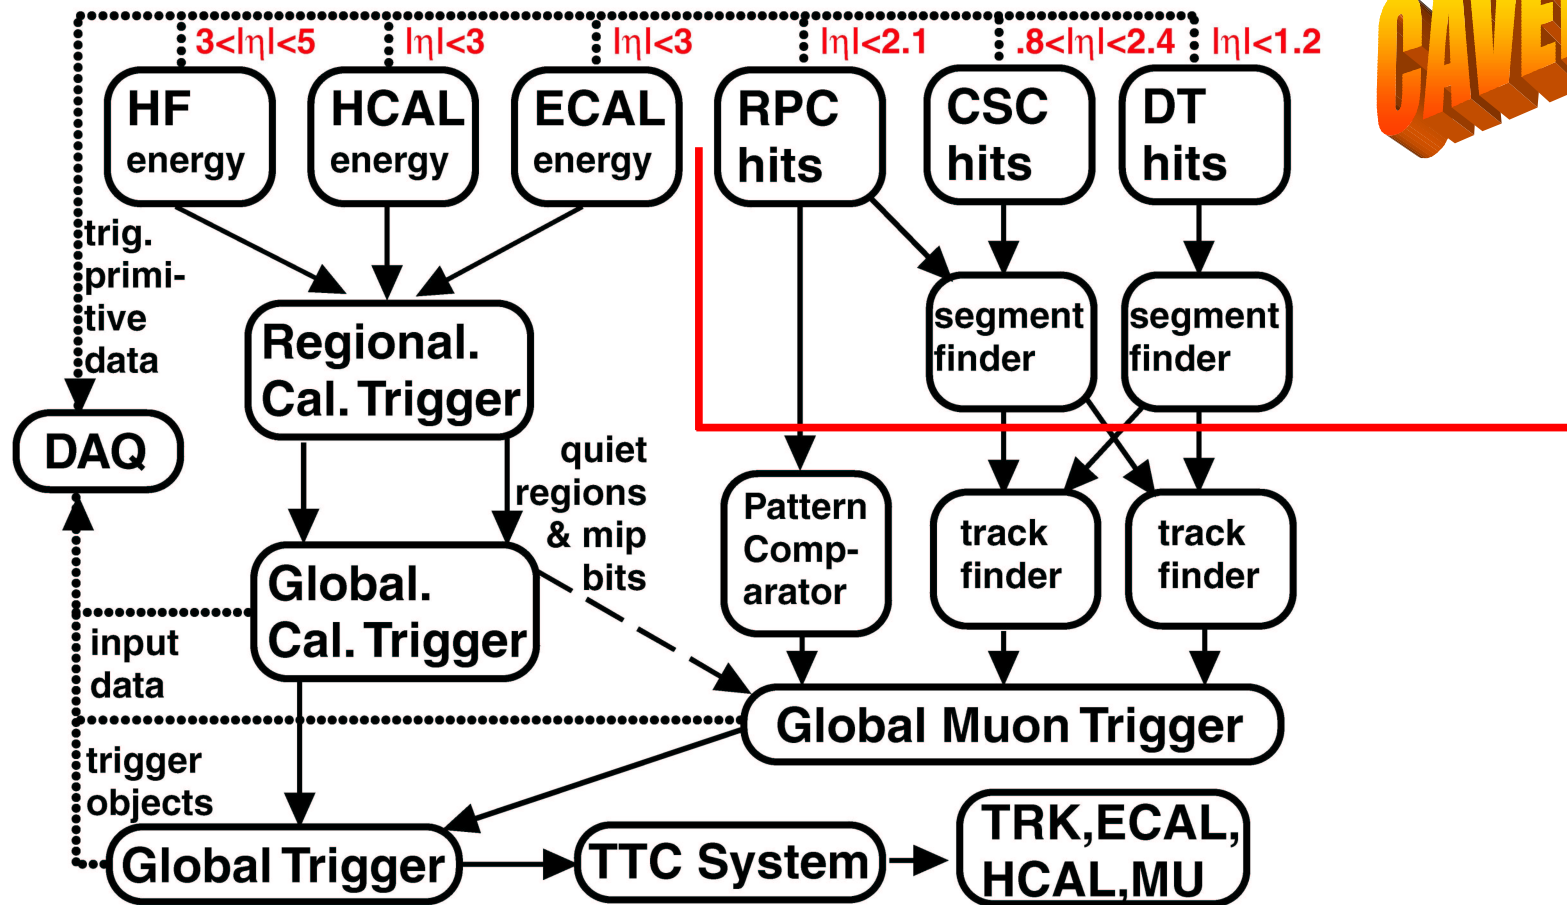 3<|η|<5
|η|<3
|η|<3
|η|<2.1
.8<|η|<2.4
|η|<1.2
HF
energy
HCAL
energy
ECAL
energy
RPC
hits
CSC
hits
DT
hits
trig.
primi-
tive
data
Regional.
Cal. Trigger
segment
finder
segment
finder
DAQ
quiet
regions
& mip
bits
Pattern
Comp-
arator
track
finder
track
finder
Global.
Cal. Trigger
input
data
Global Muon Trigger
trigger
objects
Global Trigger
TTC System
TRK,ECAL,
HCAL,MU